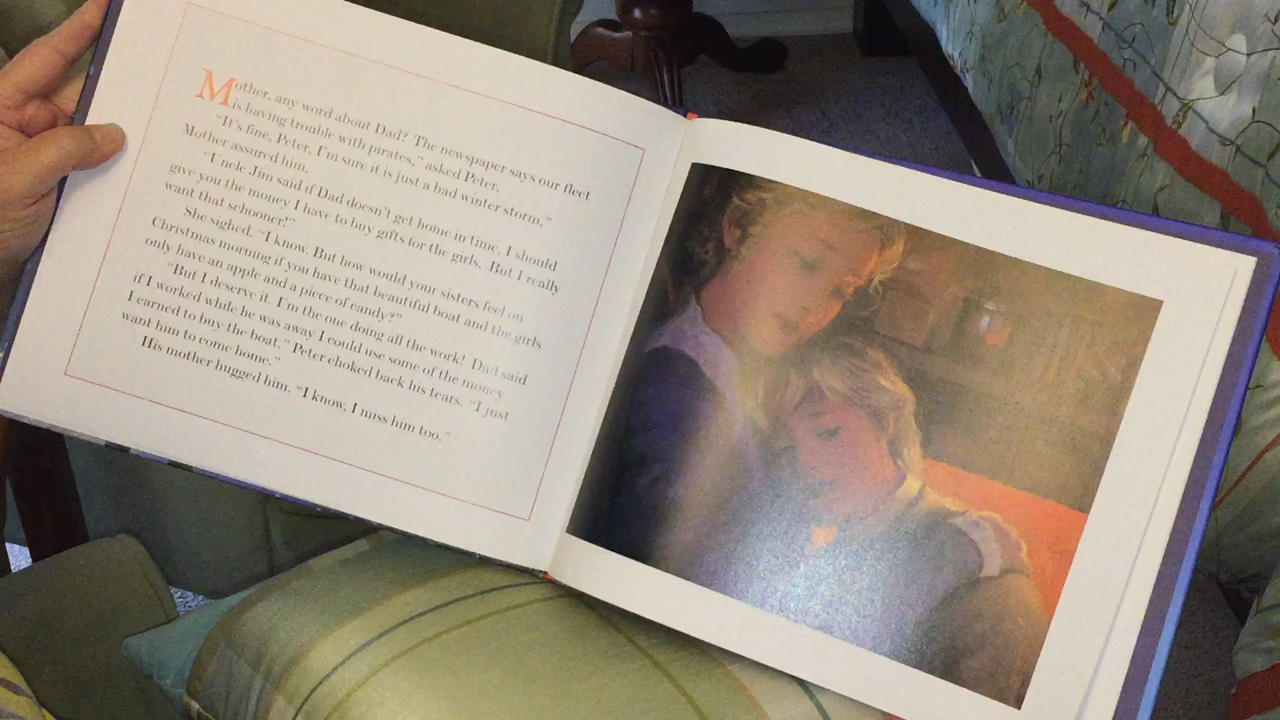 Mother, any word about Dad? The newspaper says our fleet
is having trouble with pirates," asked Peter.
"It's fine, Peter, I'm sure it is just a bad winter storm,"
Mother assured him.
"Uncle Jim said if Dad doesn't get home in time, I should
give you the money I have to buy gifts for the girls. But I really
want that schooner!"
She sighed. "I know. But how would your sisters feel on
Christmas morning if you have that beautiful boat and the girls
only have an apple and a piece of candy?"
"But I deserve it. I'm the one doing all the work! Dad said
if I worked while he was away I could use some of the money
I earned to buy the boat." Peter choked back his tears. "I just
want him to come home."
His mother hugged him. "I know, I miss him too."